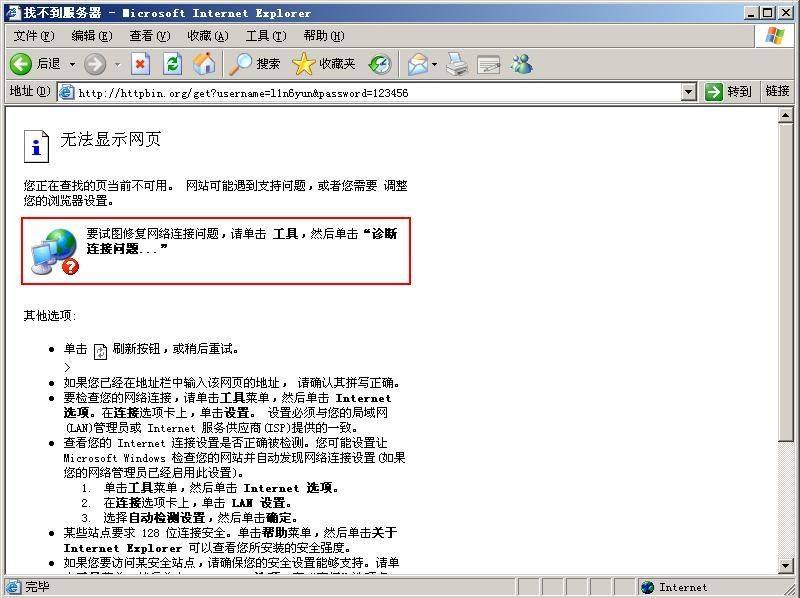 找不到服务器 - Microsoft Internet Explorer
文件(F) 编辑(E) 查看(V) 收藏(A) 工具(T) 帮助(H)
后退 搜索 收藏夹
地址(D) http://httpbin.org/get?username=l1n6yun&password=123456 转到 链接
无法显示网页
您正在查找的页当前不可用。 网站可能遇到支持问题，或者您需要 调整
您的浏览器设置。
要试图修复网络连接问题，请单击 工具，然后单击“诊断
连接问题...”
其他选项:
• 单击 刷新按钮，或稍后重试。
>
• 如果您已经在地址栏中输入该网页的地址， 请确认其拼写正确。
• 要检查您的网络连接，请单击工具菜单，然后单击 Internet
选项。在连接选项卡上，单击设置。 设置必须与您的局域网
(LAN)管理员或 Internet 服务供应商(ISP)提供的一致。
• 查看您的 Internet 连接设置是否正确被检测。您可能设置让
Microsoft Windows 检查您的网站并自动发现网络连接设置(如果
您的网络管理员已经启用此设置)。
1. 单击工具菜单，然后单击 Internet 选项。
2. 在连接选项卡上，单击 LAN 设置。
3. 选择自动检测设置，然后单击确定。
• 某些站点要求 128 位连接安全。单击帮助菜单，然后单击关于
Internet Explorer 可以查看您所安装的安全强度。
• 如果您要访问某安全站点，请确保您的安全设置能够支持。请单
完毕 Internet